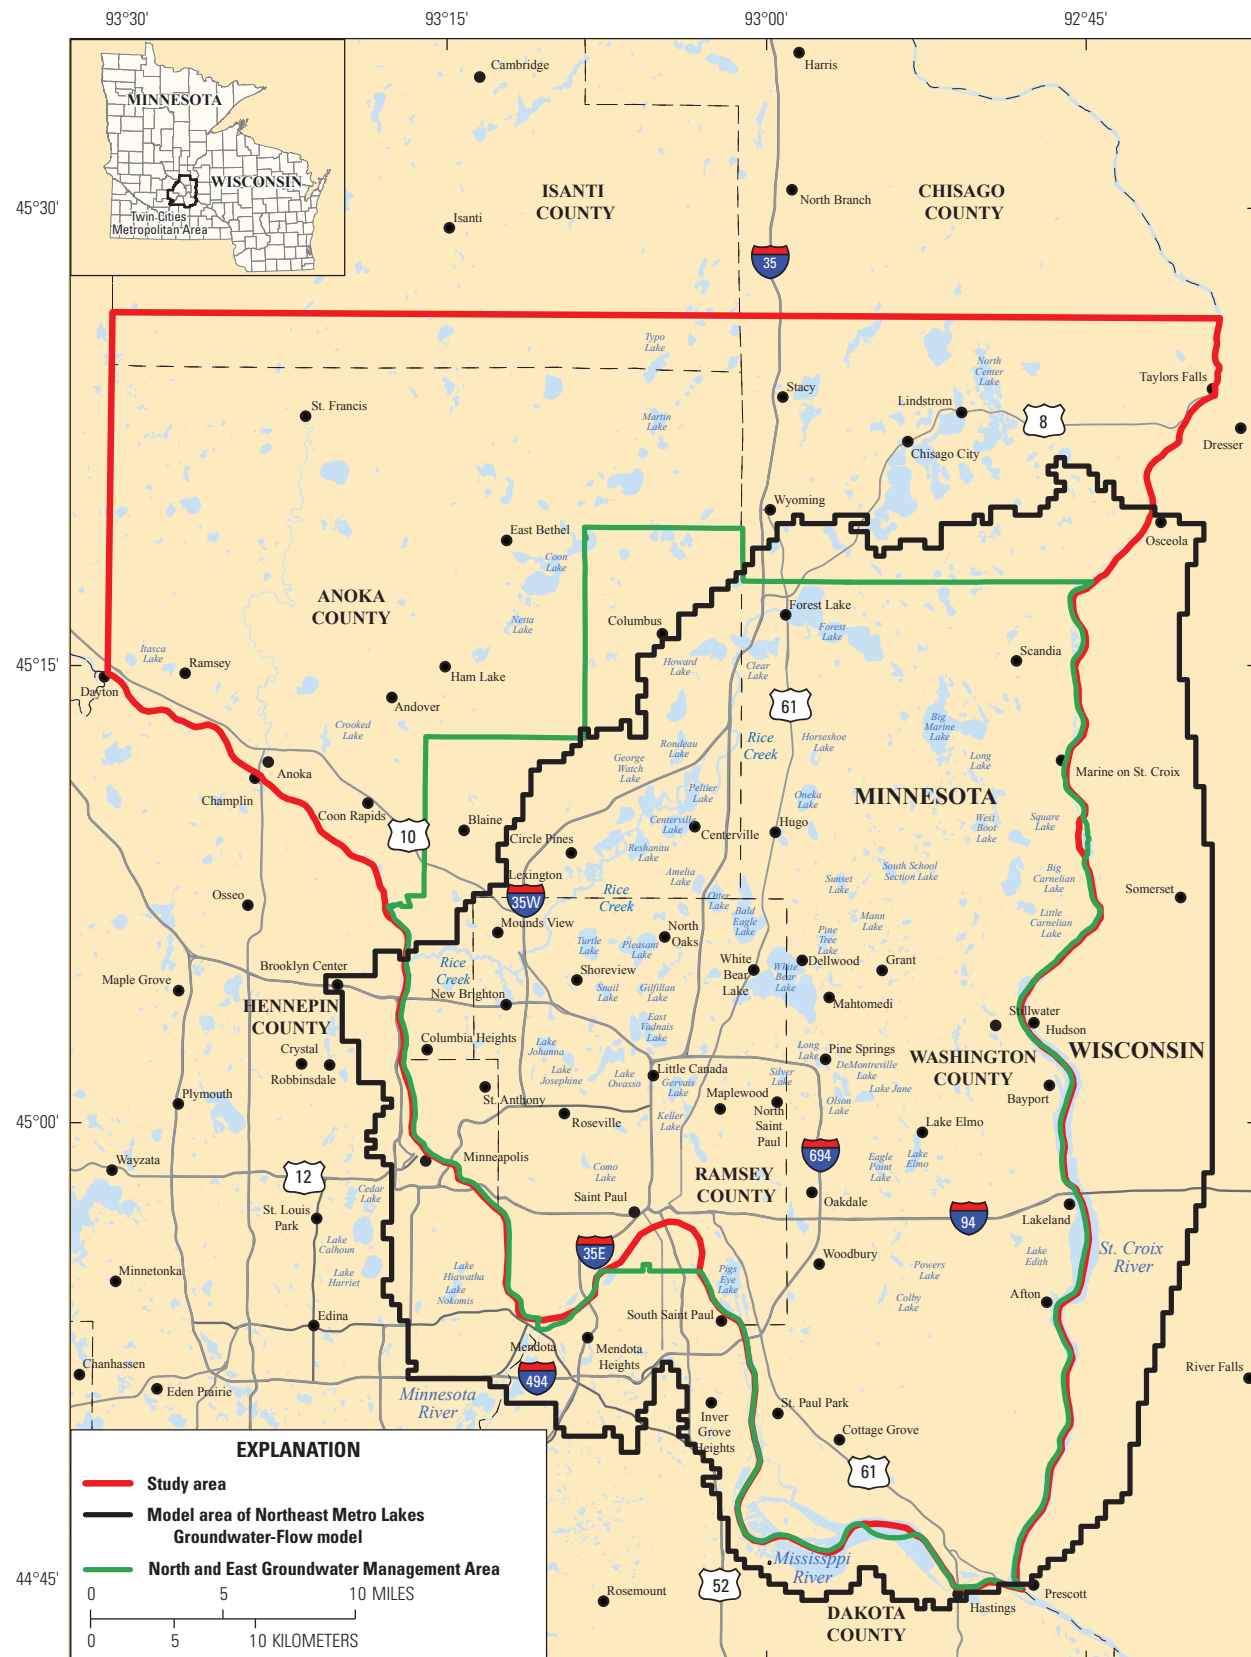 93°30'
93°15'
93°00'
92°45'
45°30'
45°15'
45°00'
44°45'
MINNESOTA
WISCONSIN
Twin Cities
Metropolitan Area
Cambridge
Harris
ISANTI
COUNTY
CHISAGO
COUNTY
North Branch
Isanti
35
Typo
Lake
North
Center
Lake
Taylors Falls
Stacy
Lindstrom
St. Francis
Martin
Lake
8
Dresser
Chisago City
Wyoming
East Bethel
Osceola
Coon
Lake
ANOKA
COUNTY
Forest Lake
Netta
Lake
Columbus
Forest
Lake
Itasca
Lake
Ramsey
Howard
Lake
Clear
Lake
Scandia
Dayton
Ham Lake
Andover
61
Crooked
Lake
Big
Marine
Lake
Rice
Creek
Horseshoe
Lake
Rondeau
Lake
George
Watch
Lake
Long
Lake
Anoka
Marine on St. Croix
Champlin
Peltier
Lake
Oneka
Lake
MINNESOTA
Coon Rapids
10
Blaine
Centerville
Lake
Centerville
Hugo
West
Boot
Lake
Square
Lake
Circle Pines
Reshanau
Lake
Lexington
Amelia
Lake
Sunset
Lake
South School
Section Lake
Big
Carnelian
Lake
Osseo
35W
Rice
Creek
Otter
Lake
Somerset
Bald
Eagle
Lake
Mann
Lake
Little
Carnelian
Lake
Mounds View
North
Oaks
Pine
Tree
Lake
Turtle
Lake
Pleasant
Lake
Rice
Creek
Brooklyn Center
Maple Grove
Shoreview
White
Bear
Lake
White
Bear
Lake
Dellwood
Grant
Snail
Lake
Gilfillan
Lake
New Brighton
Mahtomedi
HENNEPIN
COUNTY
East
Vadnais
Lake
Stillwater
Hudson
Columbia Heights
Lake
Johanna
Long
Lake
Pine Springs
WASHINGTON
COUNTY
WISCONSIN
Crystal
Robbinsdale
Lake
Josephine
Lake
Owasso
Little Canada
Gervais
Lake
Silver
Lake
DeMontreville
Lake
Lake Jane
Bayport
Plymouth
St. Anthony
Maplewood
Keller
Lake
North
Saint
Paul
Olson
Lake
Roseville
Lake Elmo
Minneapolis
694
Wayzata
12
Como
Lake
RAMSEY
COUNTY
Eagle
Point
Lake
Lake
Elmo
Cedar
Lake
Saint Paul
Oakdale
St. Louis
Park
94
Lakeland
Lake
Calhoun
35E
St. Croix
River
Minnetonka
Lake
Harriet
Lake
Hiawatha
Lake
Nokomis
Pigs
Eye
Lake
Woodbury
Powers
Lake
Lake
Edith
Colby
Lake
Afton
Edina
South Saint Paul
Mendota
Mendota
Heights
Chanhassen
Eden Prairie
494
River Falls
Minnesota
River
Inver
Grove
Heights
St. Paul Park
Cottage Grove
61
EXPLANATION
Study area
Model area of Northeast Metro Lakes
Groundwater-Flow model
North and East Groundwater Management Area
0 5 10 MILES
0 5 10 KILOMETERS
Mississppi
River
52
Rosemount
Hastings
Prescott
DAKOTA
COUNTY